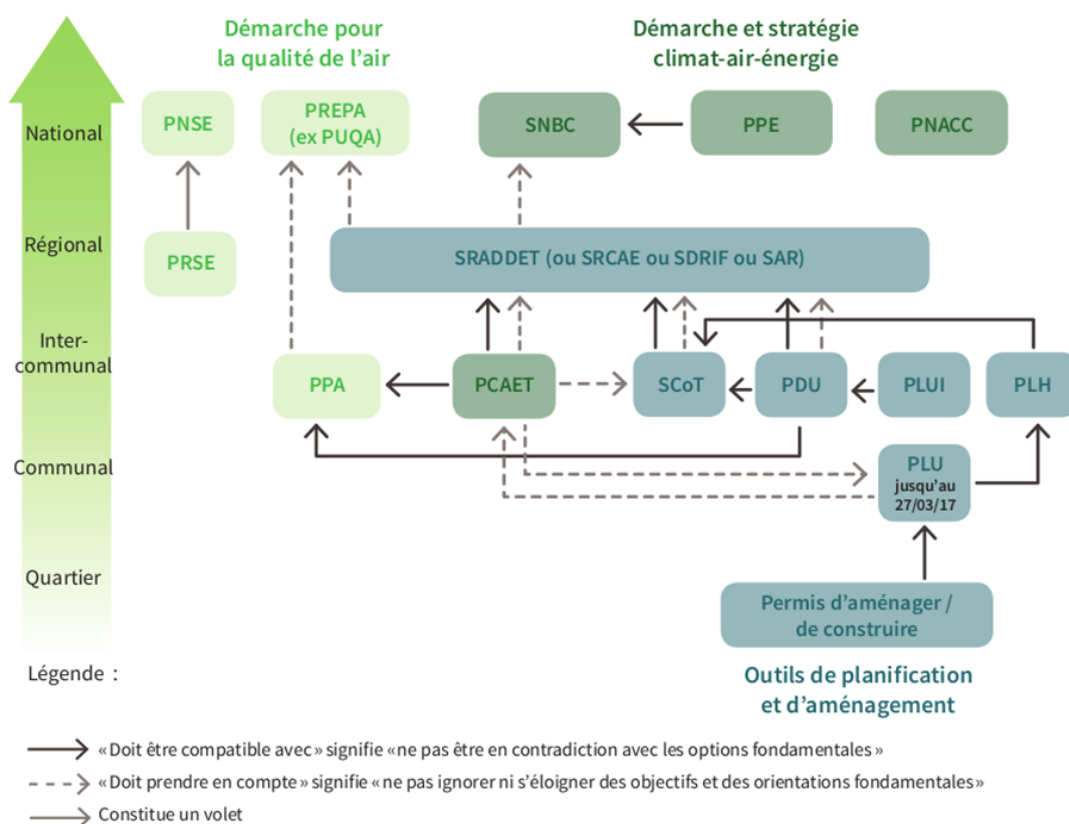 Démarche pour
la qualité de l'air
Démarche et stratégie
climat-air-énergie
National
PNSE
PREPA
(ex PUQA)
SNBC
PPE
PNACC
Régional
PRSE
SRADDET (ou SRCAE ou SDRIF ou SAR)
Inter-
communal
PPA
PCAET
SCoT
PDU
PLUI
PLH
Communal
PLU
jusqu'au
27/03/17
Quartier
Permis d'aménager /
de construire
Légende :
Outils de planification
et d'aménagement
« Doit être compatible avec » signifie « ne pas être en contradiction avec les options fondamentales »
« Doit prendre en compte » signifie « ne pas ignorer ni s'éloigner des objectifs et des orientations fondamentales »
Constitue un volet